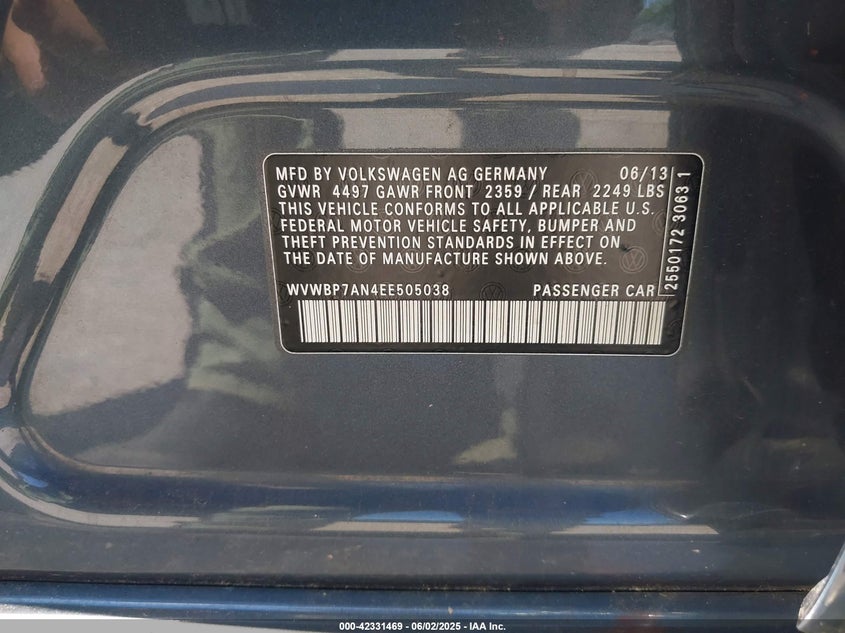 MFD BY VOLKSWAGEN AG GERMANY 06/13
GVWR 4497 GAWR FRONT 2359 / REAR 2249 LBS
THIS VEHICLE CONFORMS TO ALL APPLICABLE U.S.
FEDERAL MOTOR VEHICLE SAFETY, BUMPER AND
THEFT PREVENTION STANDARDS IN EFFECT ON
THE DATE OF MANUFACTURE SHOWN ABOVE.
WVWBP7AN4EE505038 PASSENGER CAR
2550172 3063 1
000-42331469 - 06/02/2025 - IAA Inc.